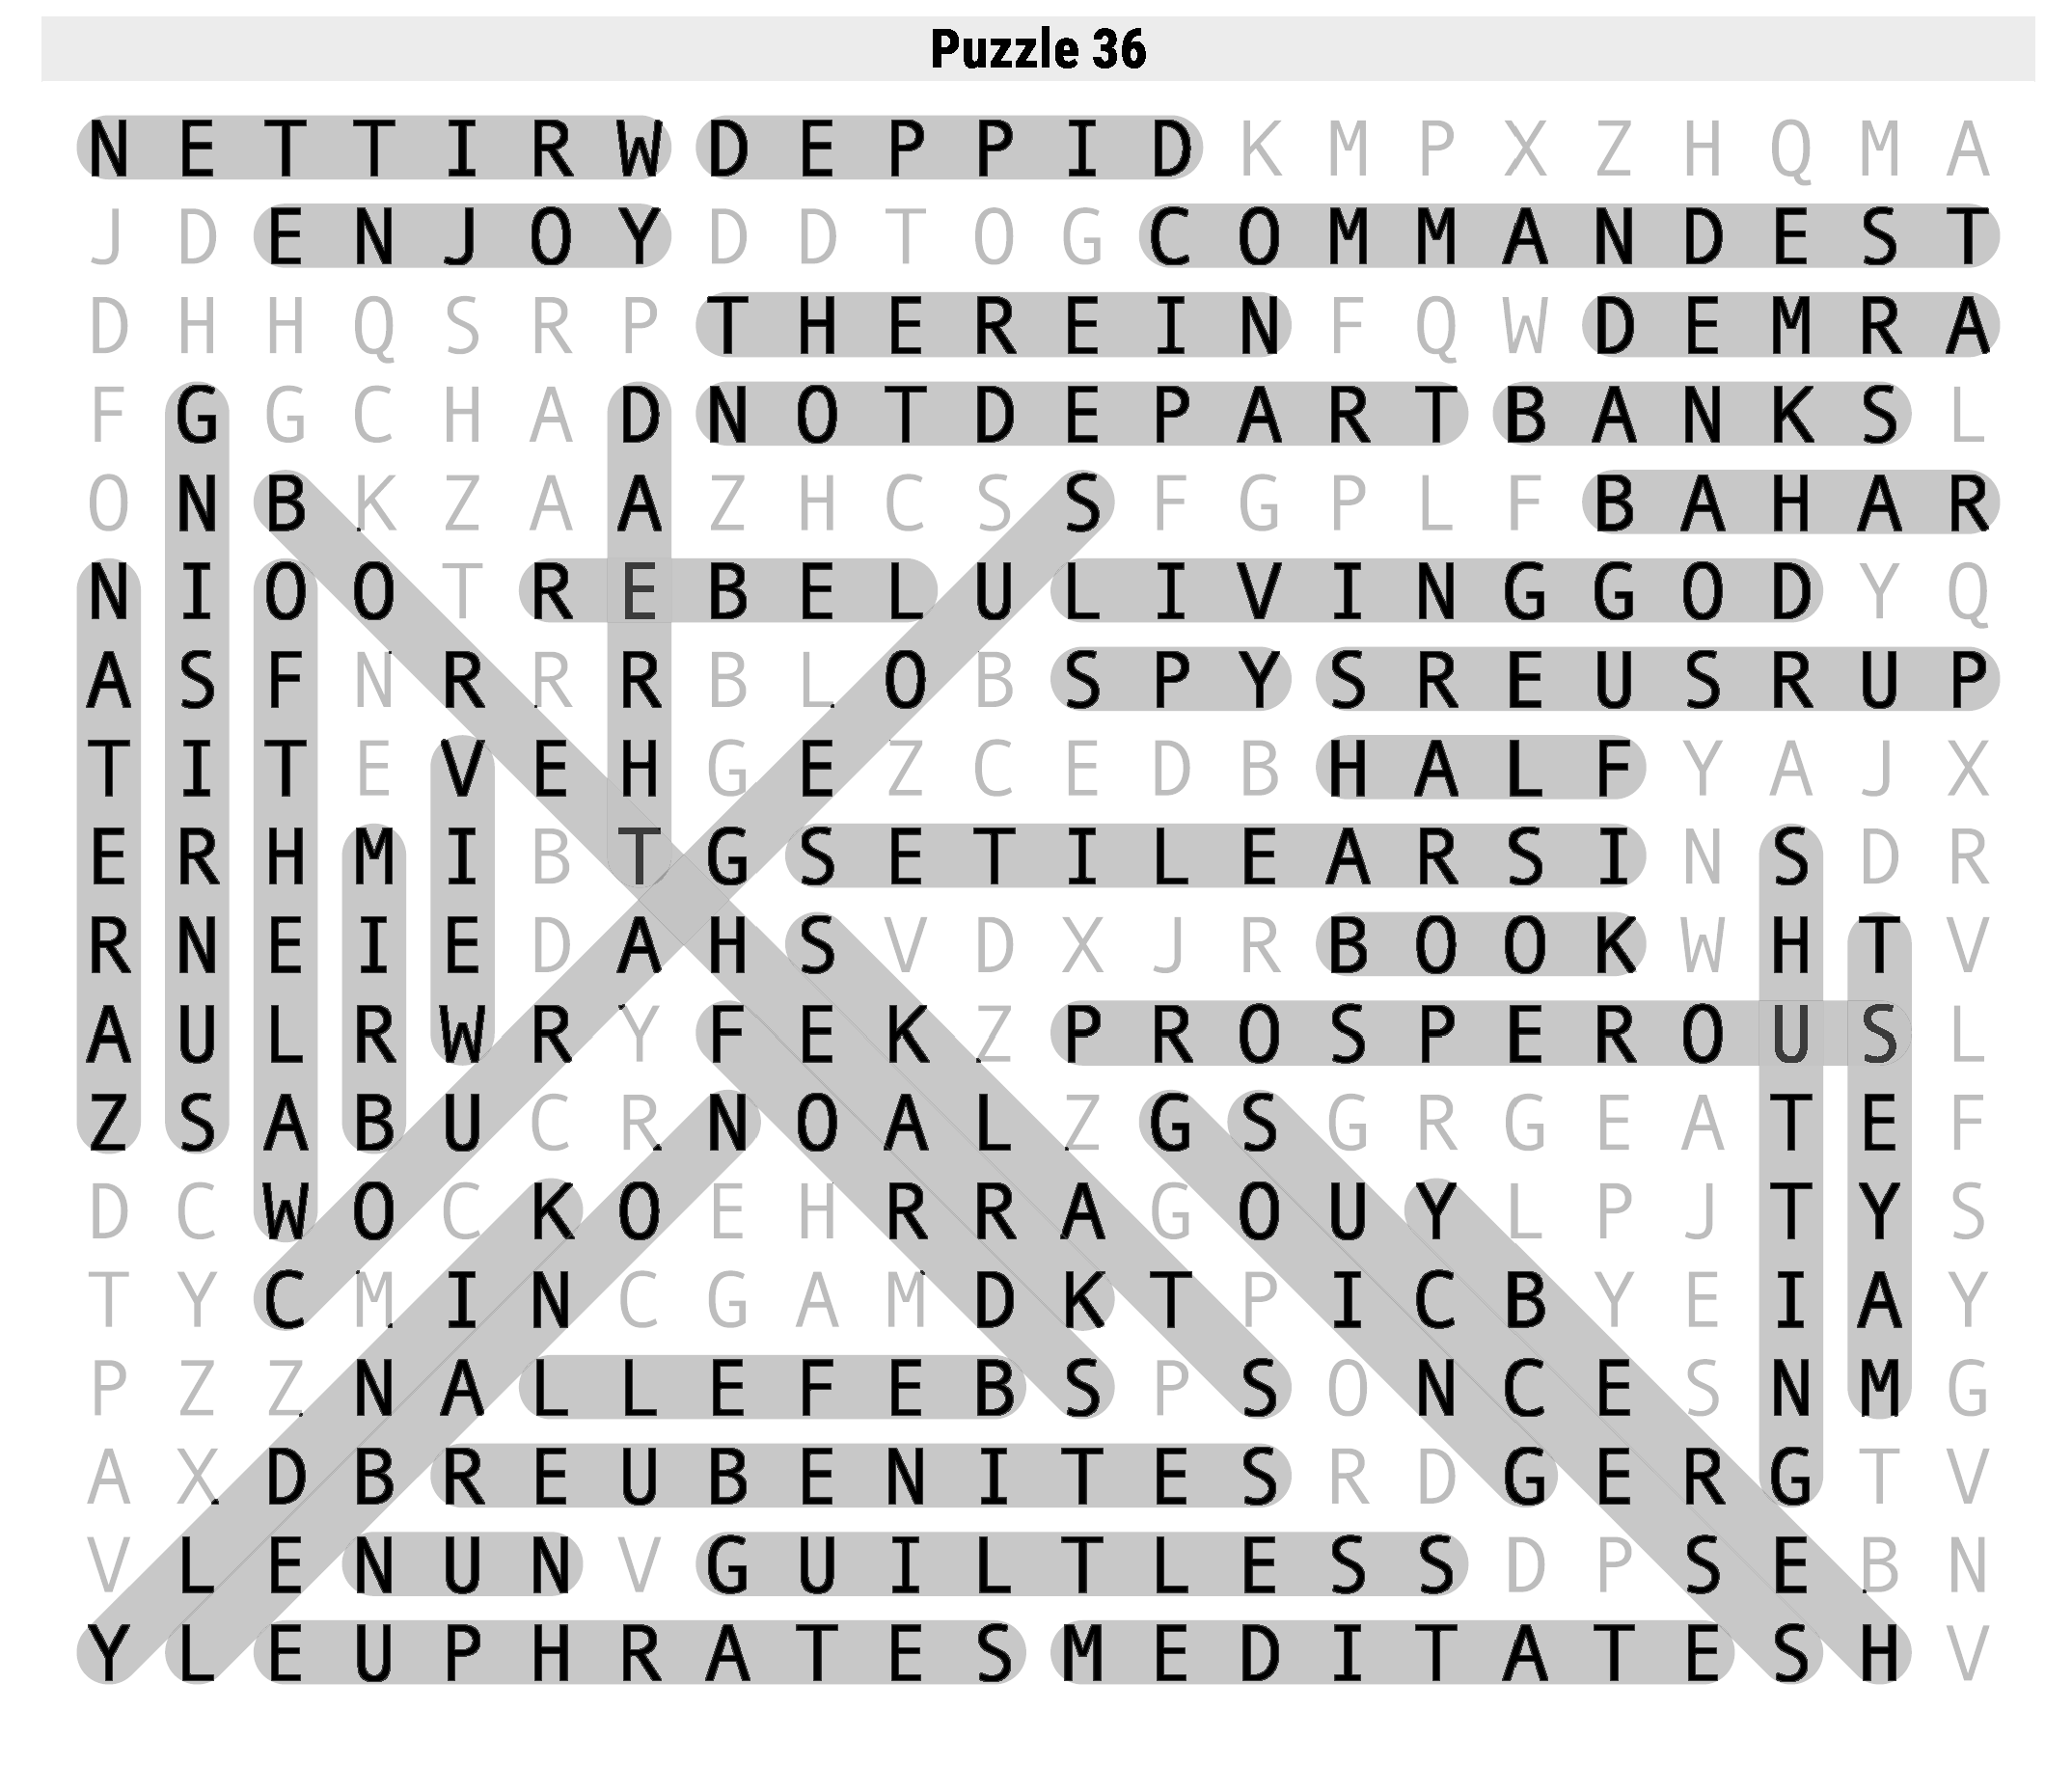 Puzzle 36
N E T T I R W D E P P I D K M P X Z H Q M A
J D E N J O Y D D T O G C O M M A N D E S T
D H H Q S R P T H E R E I N F Q W D E M R A
F G G C H A D N O T D E P A R T B A N K S L
O N B K Z A A Z H C S S F G P L F B A H A R
N I O O T R E B E L U L I V I N G G O D Y Q
A S F N R R R B L O B S P Y S R E U S R U P
T I T E V E H G E Z C E D B H A L F Y A J X
E R H M I B T G S E T I L E A R S I N S D R
R N E I E D A H S V D X J R B O O K W H T V
A U L R W R Y F E K Z P R O S P E R O U S L
Z S A B U C R N O A L Z G S G R G E A T E F
D C W O C K O E H R R A G O U Y L P J T Y S
T Y C M I N C G A M D K T P I C B Y E I A Y
P Z Z N A L L E F E B S P S O N C E S N M G
A X D B R E U B E N I T E S R D G E R G T V
V L E N U N V G U I L T L E S S D P S E B N
Y L E U P H R A T E S M E D I T A T E S H V